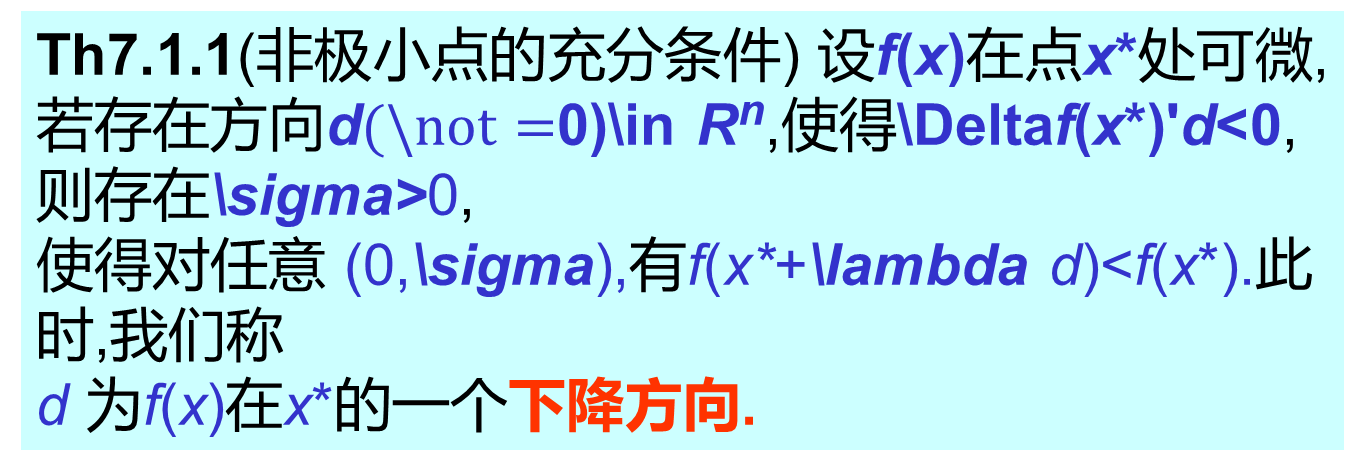 Th7.1.1(非极小点的充分条件) 设f(x)在点x*处可微,
若存在方向d(\not =0)\in Rⁿ,使得\Deltaf(x*)'d<0,
则存在\sigma>0,
使得对任意 (0,\sigma),有f(x*+\lambda d)<f(x*).此
时,我们称
d 为f(x)在x*的一个下降方向.